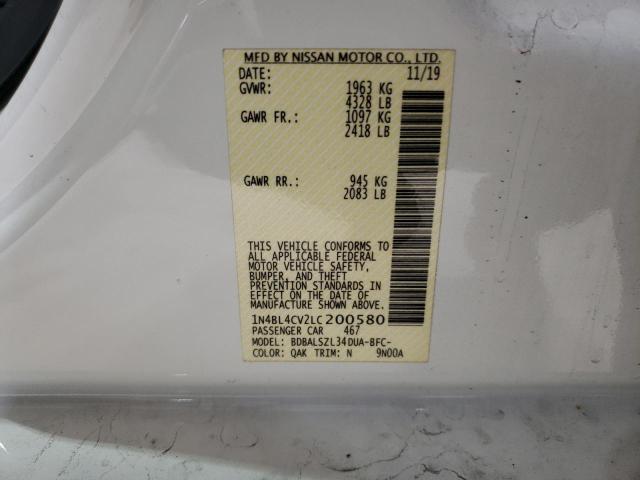 MFD BY NISSAN MOTOR CO., LTD.
DATE: 11/19
GVWR: 1963 KG
4328 LB
GAWR FR.: 1097 KG
2418 LB
GAWR RR.: 945 KG
2083 LB
THIS VEHICLE CONFORMS TO
ALL APPLICABLE FEDERAL
MOTOR VEHICLE SAFETY,
BUMPER, AND THEFT
PREVENTION STANDARDS IN
EFFECT ON THE DATE OF
MANUFACTURE SHOWN ABOVE.
1N4BL4CV2LC200580
PASSENGER CAR 467
MODEL: BDBALSZL34DUA-BFC-
COLOR: QAK TRIM: N 9N00A